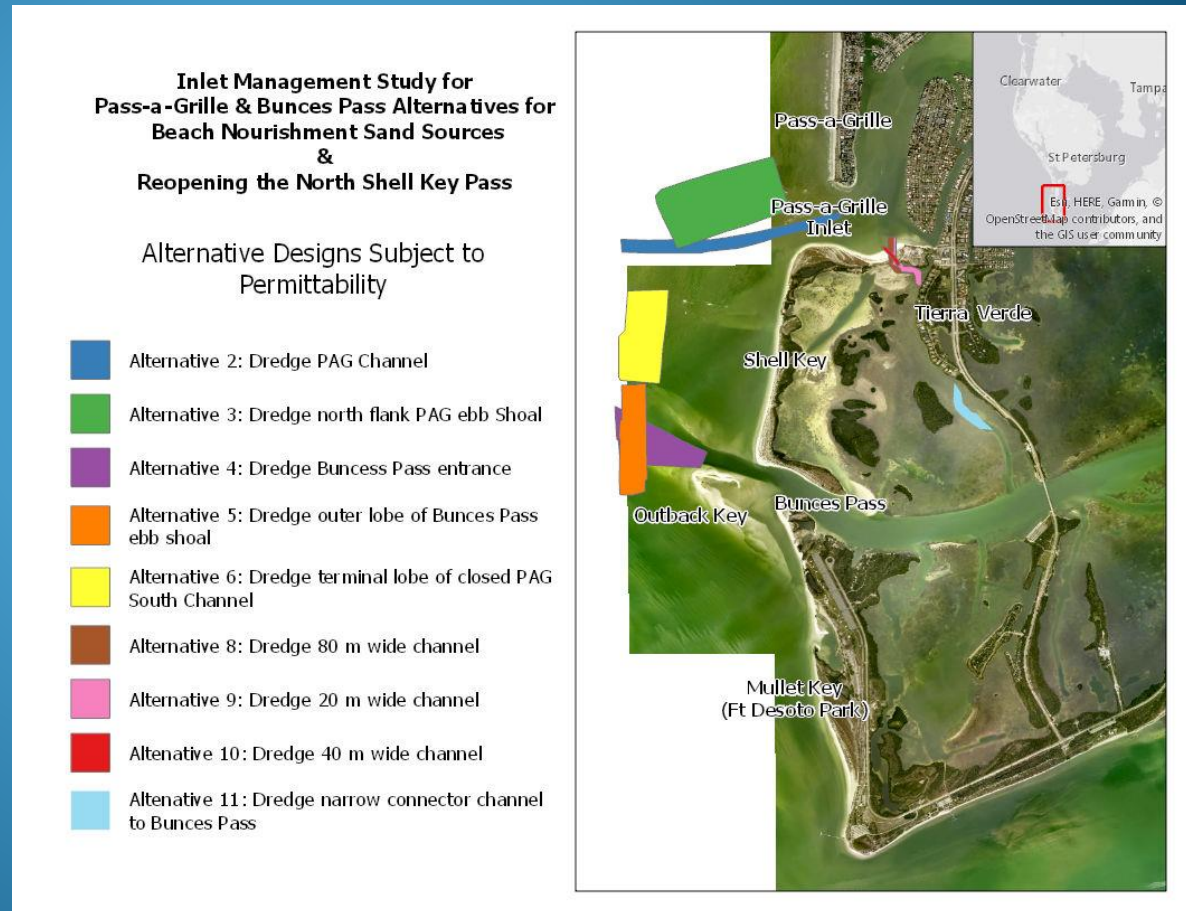 Inlet Management Study for
Pass-a-Grille & Bunces Pass Alternatives for
Beach Nourishment Sand Sources
&
Reopening the North Shell Key Pass
Alternative Designs Subject to
Permittability
Alternative 2: Dredge PAG Channel
Alternative 3: Dredge north flank PAG ebb Shoal
Alternative 4: Dredge Buncess Pass entrance
Alternative 5: Dredge outer lobe of Bunces Pass
ebb shoal
Alternative 6: Dredge terminal lobe of closed PAG
South Channel
Alternative 8: Dredge 80 m wide channel
Alternative 9: Dredge 20 m wide channel
Altenative 10: Dredge 40 m wide channel
Altenative 11: Dredge narrow connector channel
to Bunces Pass
Clearwater
Tampa
St Petersburg
Esri, HERE, Garmin, ©
OpenStreetMap contributors, and
the GIS user community
Pass-a-Grille
Pass-a-Grille
Inlet
Tierra Verde
Shell Key
Bunces Pass
Outback Key
Mullet Key
(Ft Desoto Park)